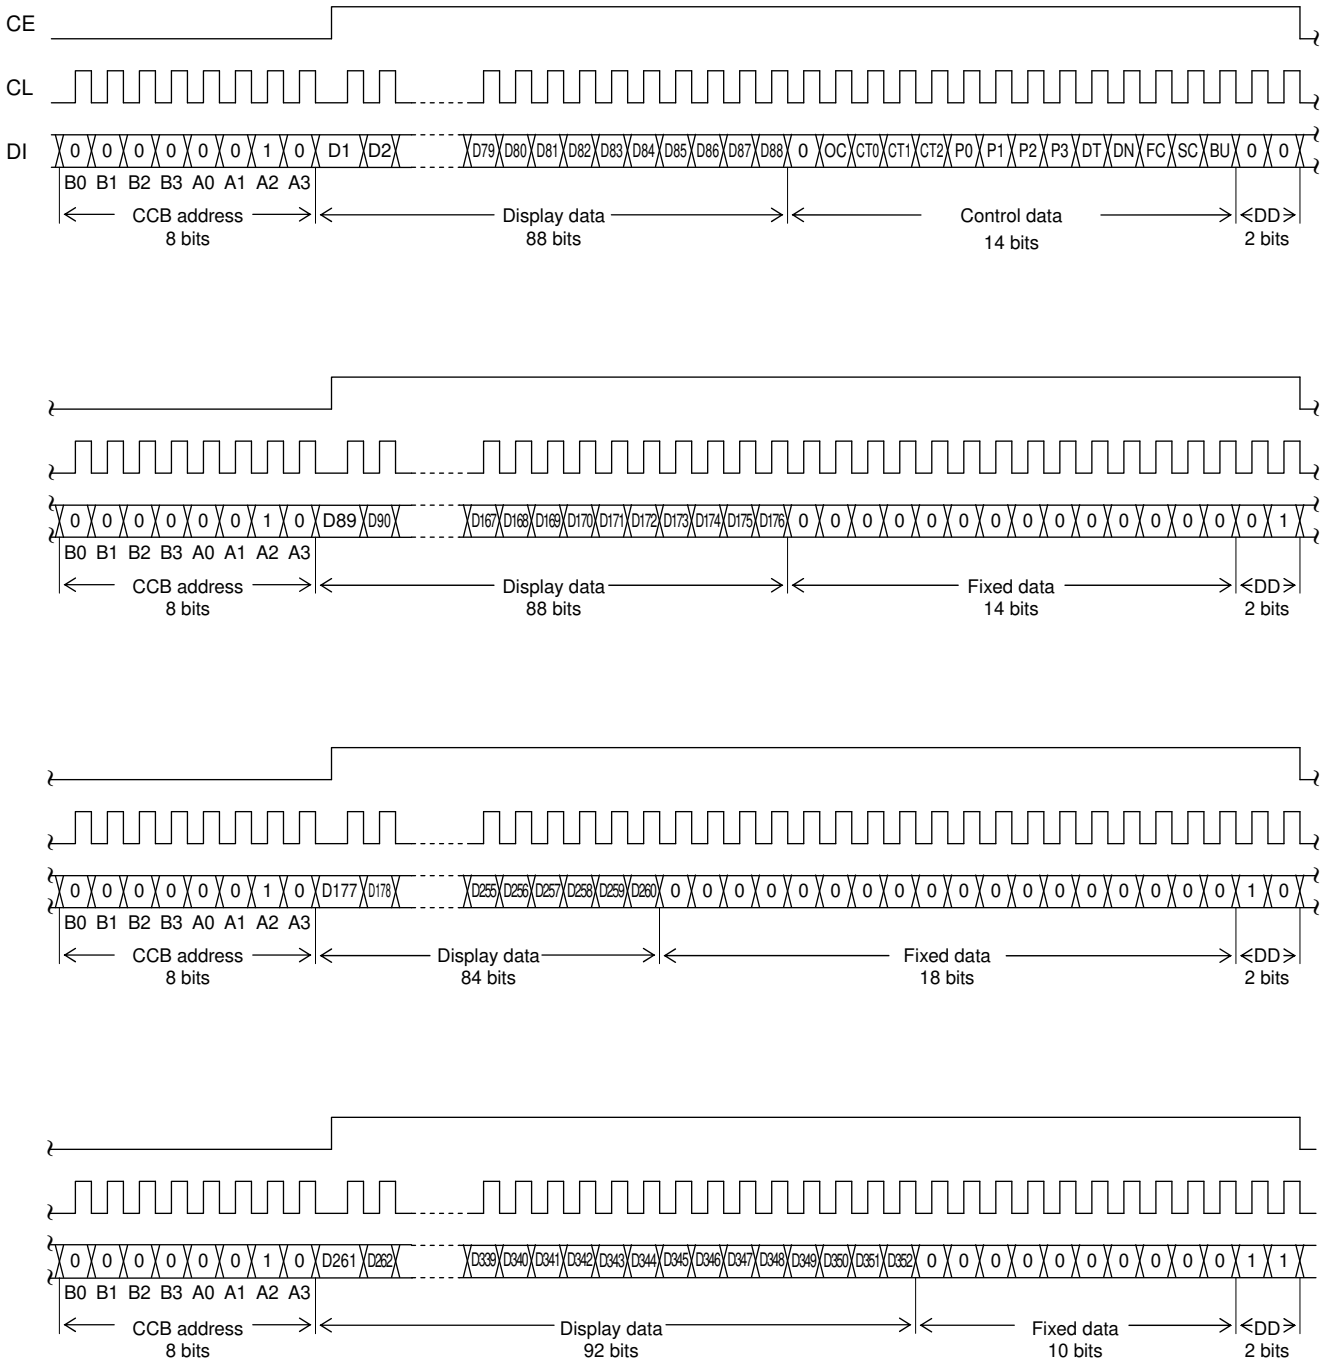 CE
CL
DI 0 0 0 0 0 0 1 0 D1 D2 D79 D80 D81 D82 D83 D84 D85 D86 D87 D88 0 OC CT0 CT1 CT2 P0 P1 P2 P3 DT DN FC SC BU 0 0
B0 B1 B2 B3 A0 A1 A2 A3
CCB address Display data Control data DD
8 bits 88 bits 14 bits 2 bits
0 0 0 0 0 0 1 0 D89 D90 D167 D168 D169 D170 D171 D172 D173 D174 D175 D176 0 0 0 0 0 0 0 0 0 0 0 0 0 0 0 1
B0 B1 B2 B3 A0 A1 A2 A3
CCB address Display data Fixed data DD
8 bits 88 bits 14 bits 2 bits
0 0 0 0 0 0 1 0 D177 D178 D255 D256 D257 D258 D259 D260 0 0 0 0 0 0 0 0 0 0 0 0 0 0 0 0 0 0 1 0
B0 B1 B2 B3 A0 A1 A2 A3
CCB address Display data Fixed data DD
8 bits 84 bits 18 bits 2 bits
0 0 0 0 0 0 1 0 D261 D262 D339 D340 D341 D342 D343 D344 D345 D346 D347 D348 D349 D350 D351 D352 0 0 0 0 0 0 0 0 0 0 1 1
B0 B1 B2 B3 A0 A1 A2 A3
CCB address Display data Fixed data DD
8 bits 92 bits 10 bits 2 bits